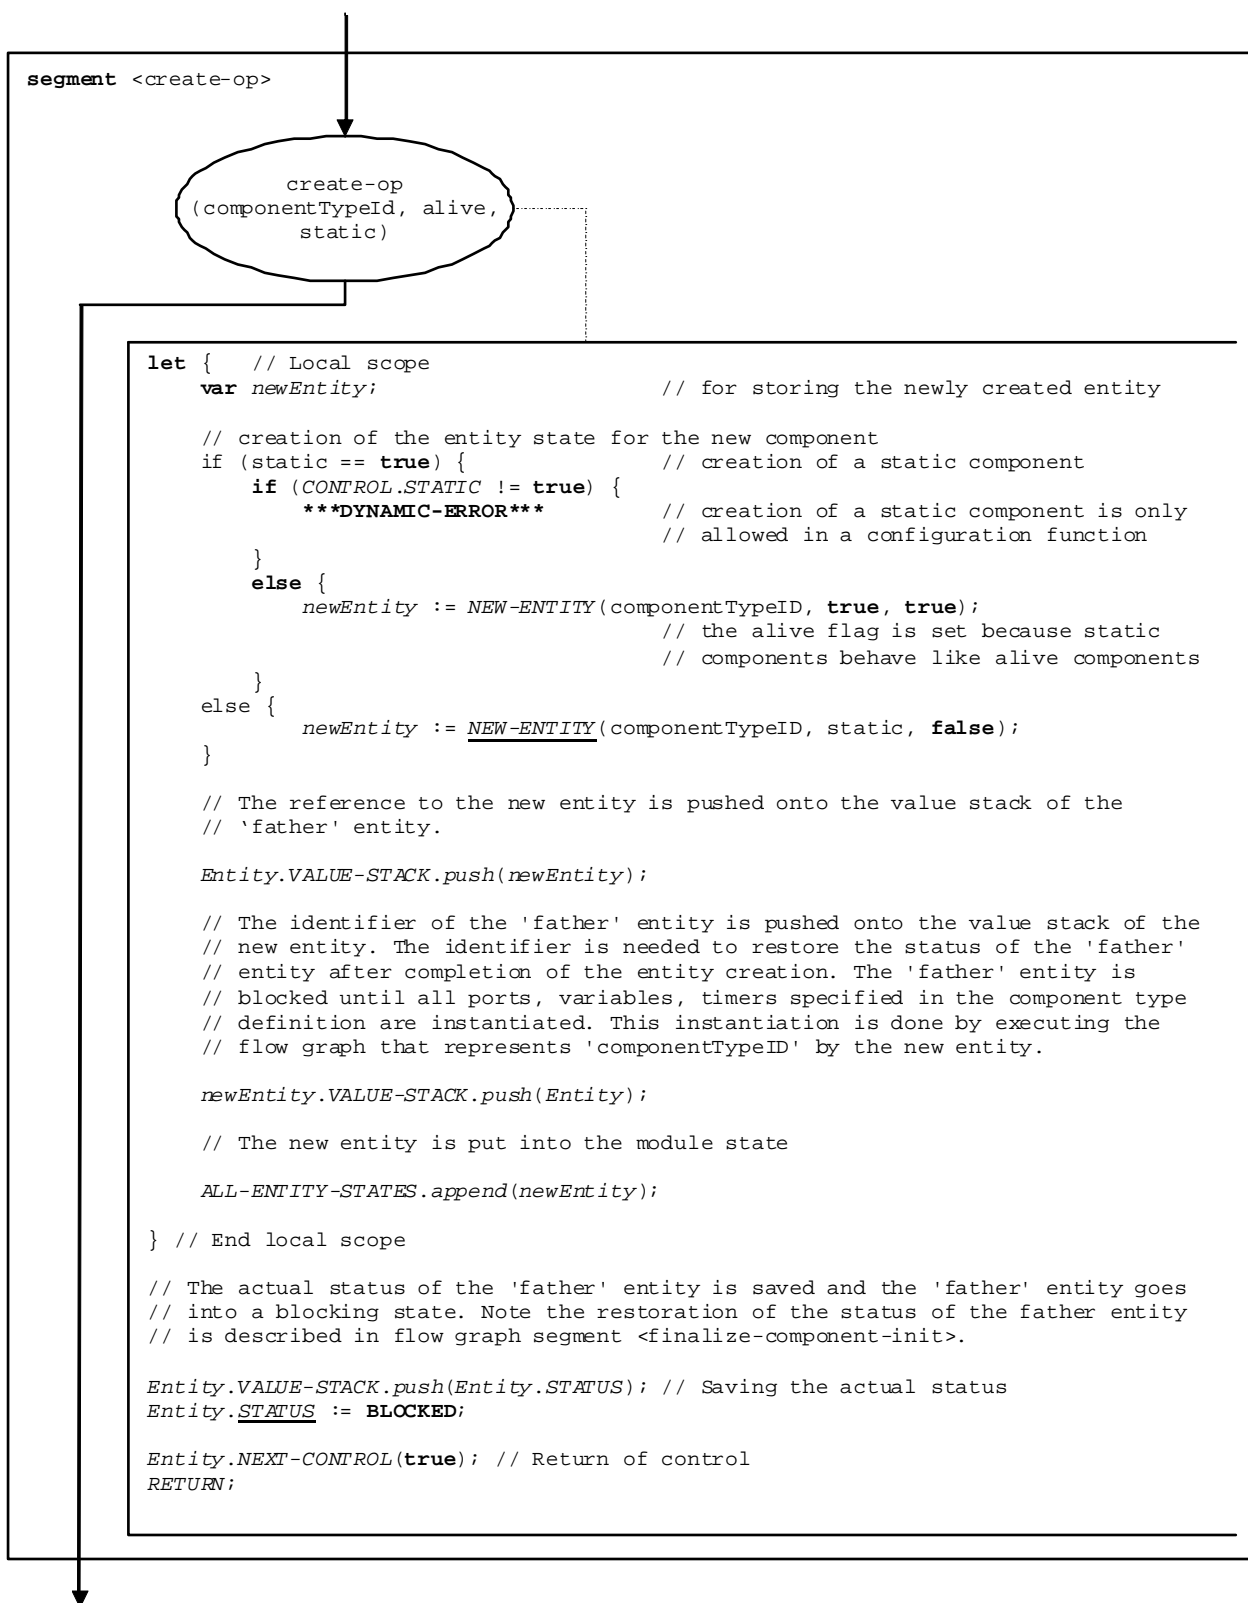 segment <create-op>
create-op
(componentTypeId, alive,
static)
let {   // Local scope
var newEntity;   // for storing the newly created entity
// creation of the entity state for the new component
if (static == true) {   // creation of a static component
if (CONTROL.STATIC != true) {
***DYNAMIC-ERROR***   // creation of a static component is only
// allowed in a configuration function
}
else {
newEntity := NEW-ENTITY(componentTypeID, true, true);
// the alive flag is set because static
// components behave like alive components
}
else {
newEntity := NEW-ENTITY(componentTypeID, static, false);
}
// The reference to the new entity is pushed onto the value stack of the
// ‘father' entity.
Entity.VALUE-STACK.push(newEntity);
// The identifier of the 'father' entity is pushed onto the value stack of the
// new entity. The identifier is needed to restore the status of the 'father'
// entity after completion of the entity creation. The 'father' entity is
// blocked until all ports, variables, timers specified in the component type
// definition are instantiated. This instantiation is done by executing the
// flow graph that represents 'componentTypeID' by the new entity.
newEntity.VALUE-STACK.push(Entity);
// The new entity is put into the module state
ALL-ENTITY-STATES.append(newEntity);
} // End local scope
// The actual status of the 'father' entity is saved and the 'father' entity goes
// into a blocking state. Note the restoration of the status of the father entity
// is described in flow graph segment <finalize-component-init>.
Entity.VALUE-STACK.push(Entity.STATUS); // Saving the actual status
Entity.STATUS := BLOCKED;
Entity.NEXT-CONTROL(true); // Return of control
RETURN;